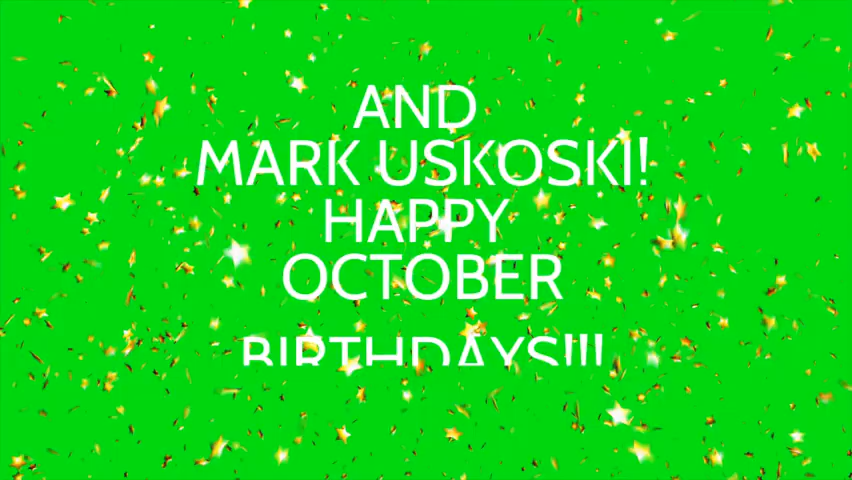 AND
MARK USKOSKI!
HAPPY
OCTOBER
BIRTHDAYS!!!